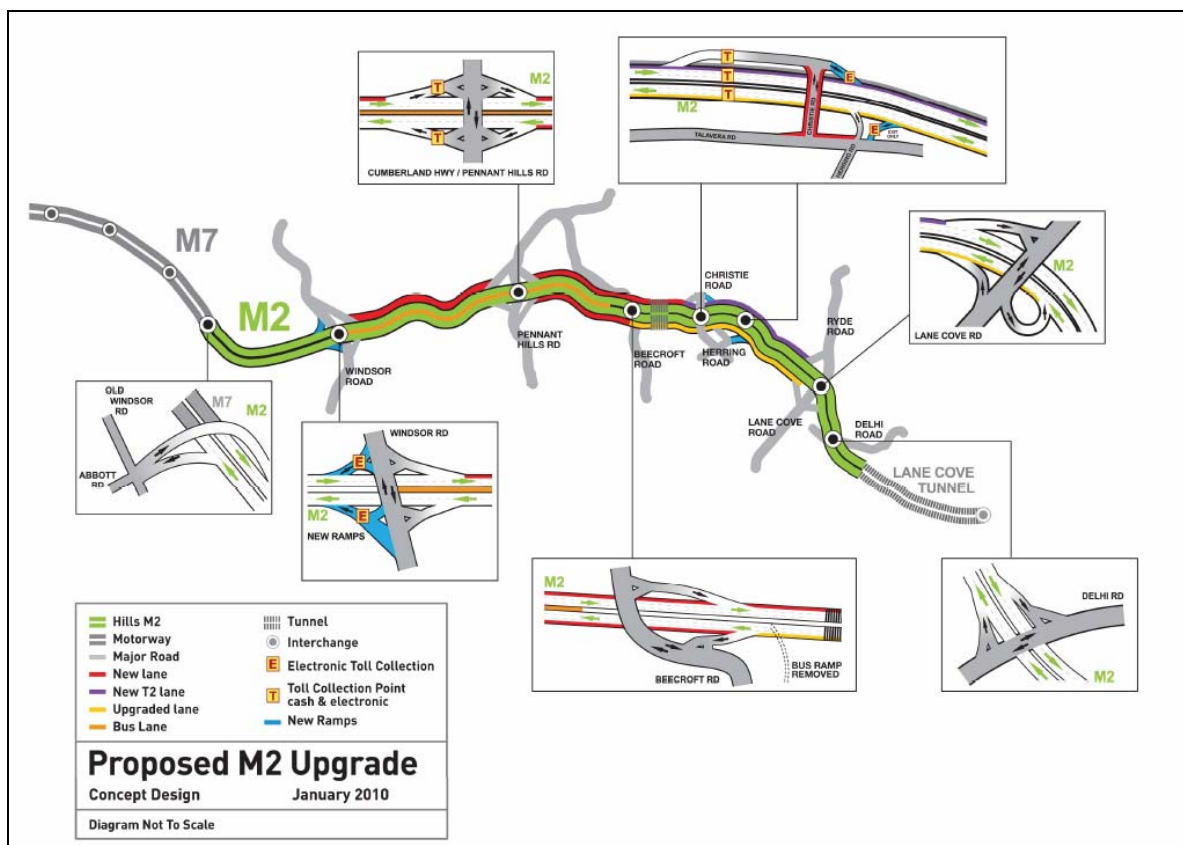 M2
T
T
CUMBERLAND HWY / PENNANT HILLS RD
T
T
T
E
M2
CHRISTIE RD
TALAVERA RD
HERRING RD
E
EXIT ONLY
M7
M2
CHRISTIE ROAD
RYDE ROAD
M2
LANE COVE RD
WINDSOR ROAD
PENNANT HILLS RD
BEECROFT ROAD
HERRING ROAD
LANE COVE ROAD
DELHI ROAD
LANE COVE TUNNEL
OLD WINDSOR RD
M7
M2
ABBOTT RD
WINDSOR RD
E
E
M2
NEW RAMPS
M2
BEECROFT RD
BUS RAMP REMOVED
DELHI RD
M2
Hills M2
Motorway
Major Road
New lane
New T2 lane
Upgraded lane
Bus Lane
Tunnel
Interchange
E Electronic Toll Collection
T Toll Collection Point
cash & electronic
New Ramps
Proposed M2 Upgrade
Concept Design January 2010
Diagram Not To Scale